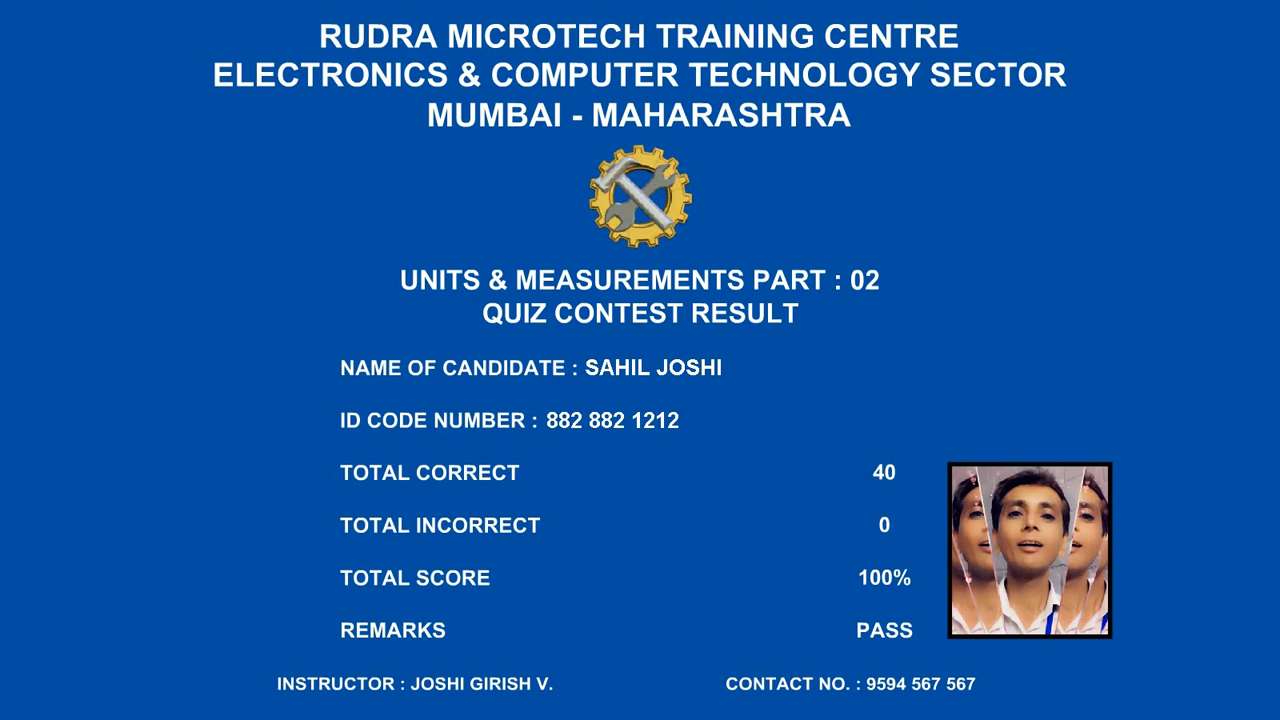 RUDRA MICROTECH TRAINING CENTRE
ELECTRONICS & COMPUTER TECHNOLOGY SECTOR
MUMBAI - MAHARASHTRA
UNITS & MEASUREMENTS PART : 02
QUIZ CONTEST RESULT
NAME OF CANDIDATE : SAHIL JOSHI
ID CODE NUMBER : 882 882 1212
TOTAL CORRECT 40
TOTAL INCORRECT 0
TOTAL SCORE 100%
REMARKS PASS
INSTRUCTOR : JOSHI GIRISH V. CONTACT NO. : 9594 567 567